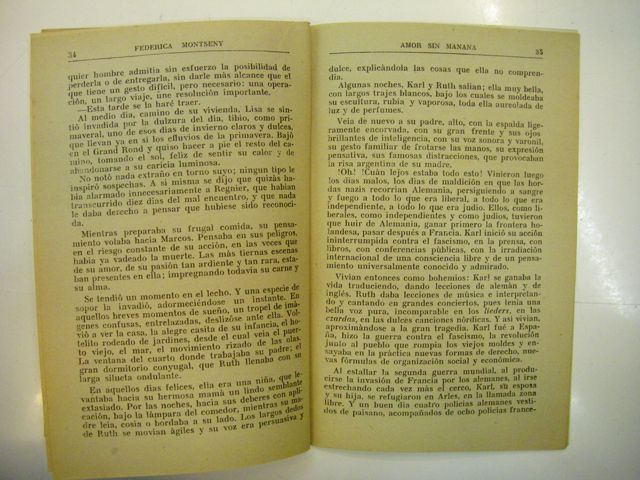 34
FEDERICA MONTSENY
quier hombre admitía sin esfuerzo la posibilidad de
perderla o de entregarla, sin darle más alcance que el
que tiene un gesto difícil, pero necesario: una opera-
ción, un largo viaje, una resolución importante.
—Esta tarde se la haré traer.
Al medio día, camino de su vivienda, Lisa se sin-
tió invadida por la dulzura del día, tibio, como pri-
maveral, uno de esos días de invierno claros y dulces,
que llevan ya en sí los efluvios de la primavera. Bajó
en el Grand Rond y quiso hacer a pie el resto del ca-
mino, tomando el sol, feliz de sentir su calor y de
abandonarse a su caricia luminosa.
No notó nada extraño en torno suyo; ningún tipo le
inspiró sospechas. A sí misma se dijo que quizás ha-
bía alarmado innecesariamente a Regnier, que habían
transcurrido diez días del mal encuentro, y que nada
le daba derecho a pensar que hubiese sido reconoci-
da.
Mientras preparaba su frugal comida, su pensa-
miento volaba hacia Marcos. Pensaba en sus peligros,
en el riesgo constante de su acción, en las veces que
había ya vadeado la muerte. Las más tiernas escenas
de su amor, de su pasión tan ardiente y tan rara, esta-
ban presentes en ella; impregnando todavía su carne y
su alma.
Se tendió un momento en el lecho. Y una especie de
sopor la invadió, adormeciéndose un instante. En
aquellos breves momentos de sueño, un tropel de imá-
genes confusas, entrelazadas, deslizóse ante ella. Vol-
vió a ver la casa, la alegre casita de su infancia, el ho-
telito rodeado de jardines, desde el cual veía el puer-
to viejo, el mar, el movimiento rizado de las olas.
La ventana del cuarto donde trabajaba su padre; el
gran dormitorio conyugal, que Ruth llenaba con su
larga silueta ondulante.
En aquellos días felices, ella era una niña, que le-
vantaba hacia su hermosa mamá un lindo semblante
extasiado. Por las noches, hacía sus deberes con apli-
cación, bajo la lámpara del comedor, mientras su ma-
dre leía, cosía o bordaba a su lado. Los largos dedos
de Ruth se movían ágiles y su voz era persuasiva y
AMOR SIN MAÑANA
35
dulce, explicándola las cosas que ella no compren-
día.
Algunas noches, Karl y Ruth salían; ella muy bella,
con largos trajes blancos, bajo los cuales se moldeaba
su escultura, rubia y vaporosa, toda ella aureolada de
luz y de perfumes.
Veía de nuevo a su padre, alto, con la espalda lige-
ramente encorvada, con su gran frente y sus ojos
brillantes de inteligencia, con su voz sonora y varonil,
su gesto familiar de frotarse las manos, su expresión
pensativa, sus famosas distracciones, que provocaban
la risa argentina de su madre.
¡Oh! ¡Cuán lejos estaba todo esto! Vinieron luego
los días malos, los días de maldición en que las hor-
das nazis recorrían Alemania, persiguiendo a sangre
y fuego a todo lo que era liberal, a todo lo que era
independiente, a todo lo que era judío. Ellos, como li-
berales, como independientes y como judíos, tuvieron
que huir de Alemania, ganar primero la frontera ho-
landesa, pasar después a Francia. Karl inició su acción
ininterrumpida contra el fascismo, en la prensa, con
libros, con conferencias públicas, con la irradiación
internacional de una consciencia libre y de un pensa-
miento universalmente conocido y admirado.
Vivían entonces como bohemios: Karl se ganaba la
vida traduciendo, dando lecciones de alemán y de
inglés. Ruth daba lecciones de música e interpretan-
do y cantando en grandes conciertos, pues tenía una
bella voz pura, incomparable en los lieders, en las
czardas, en las dulces canciones nórdicas. Y así vivían,
aproximándose a la gran tragedia. Karl fué a Espa-
ña, hizo la guerra contra el fascismo, la revolución
justo al pueblo que rompía los viejos moldes y en-
sayaba en la práctica nuevas formas de derecho, nue-
vas fórmulas de organización social y económica.
Al estallar la segunda guerra mundial, al produ-
cirse la invasión de Francia por los alemanes, al irse
estrechando cada vez más el cerco, Karl, su esposa
y su hija, se refugiaron en Arles, en la llamada zona
libre. Y un buen día cuatro policías alemanes vesti-
dos de paisano, acompañados de ocho policías france-